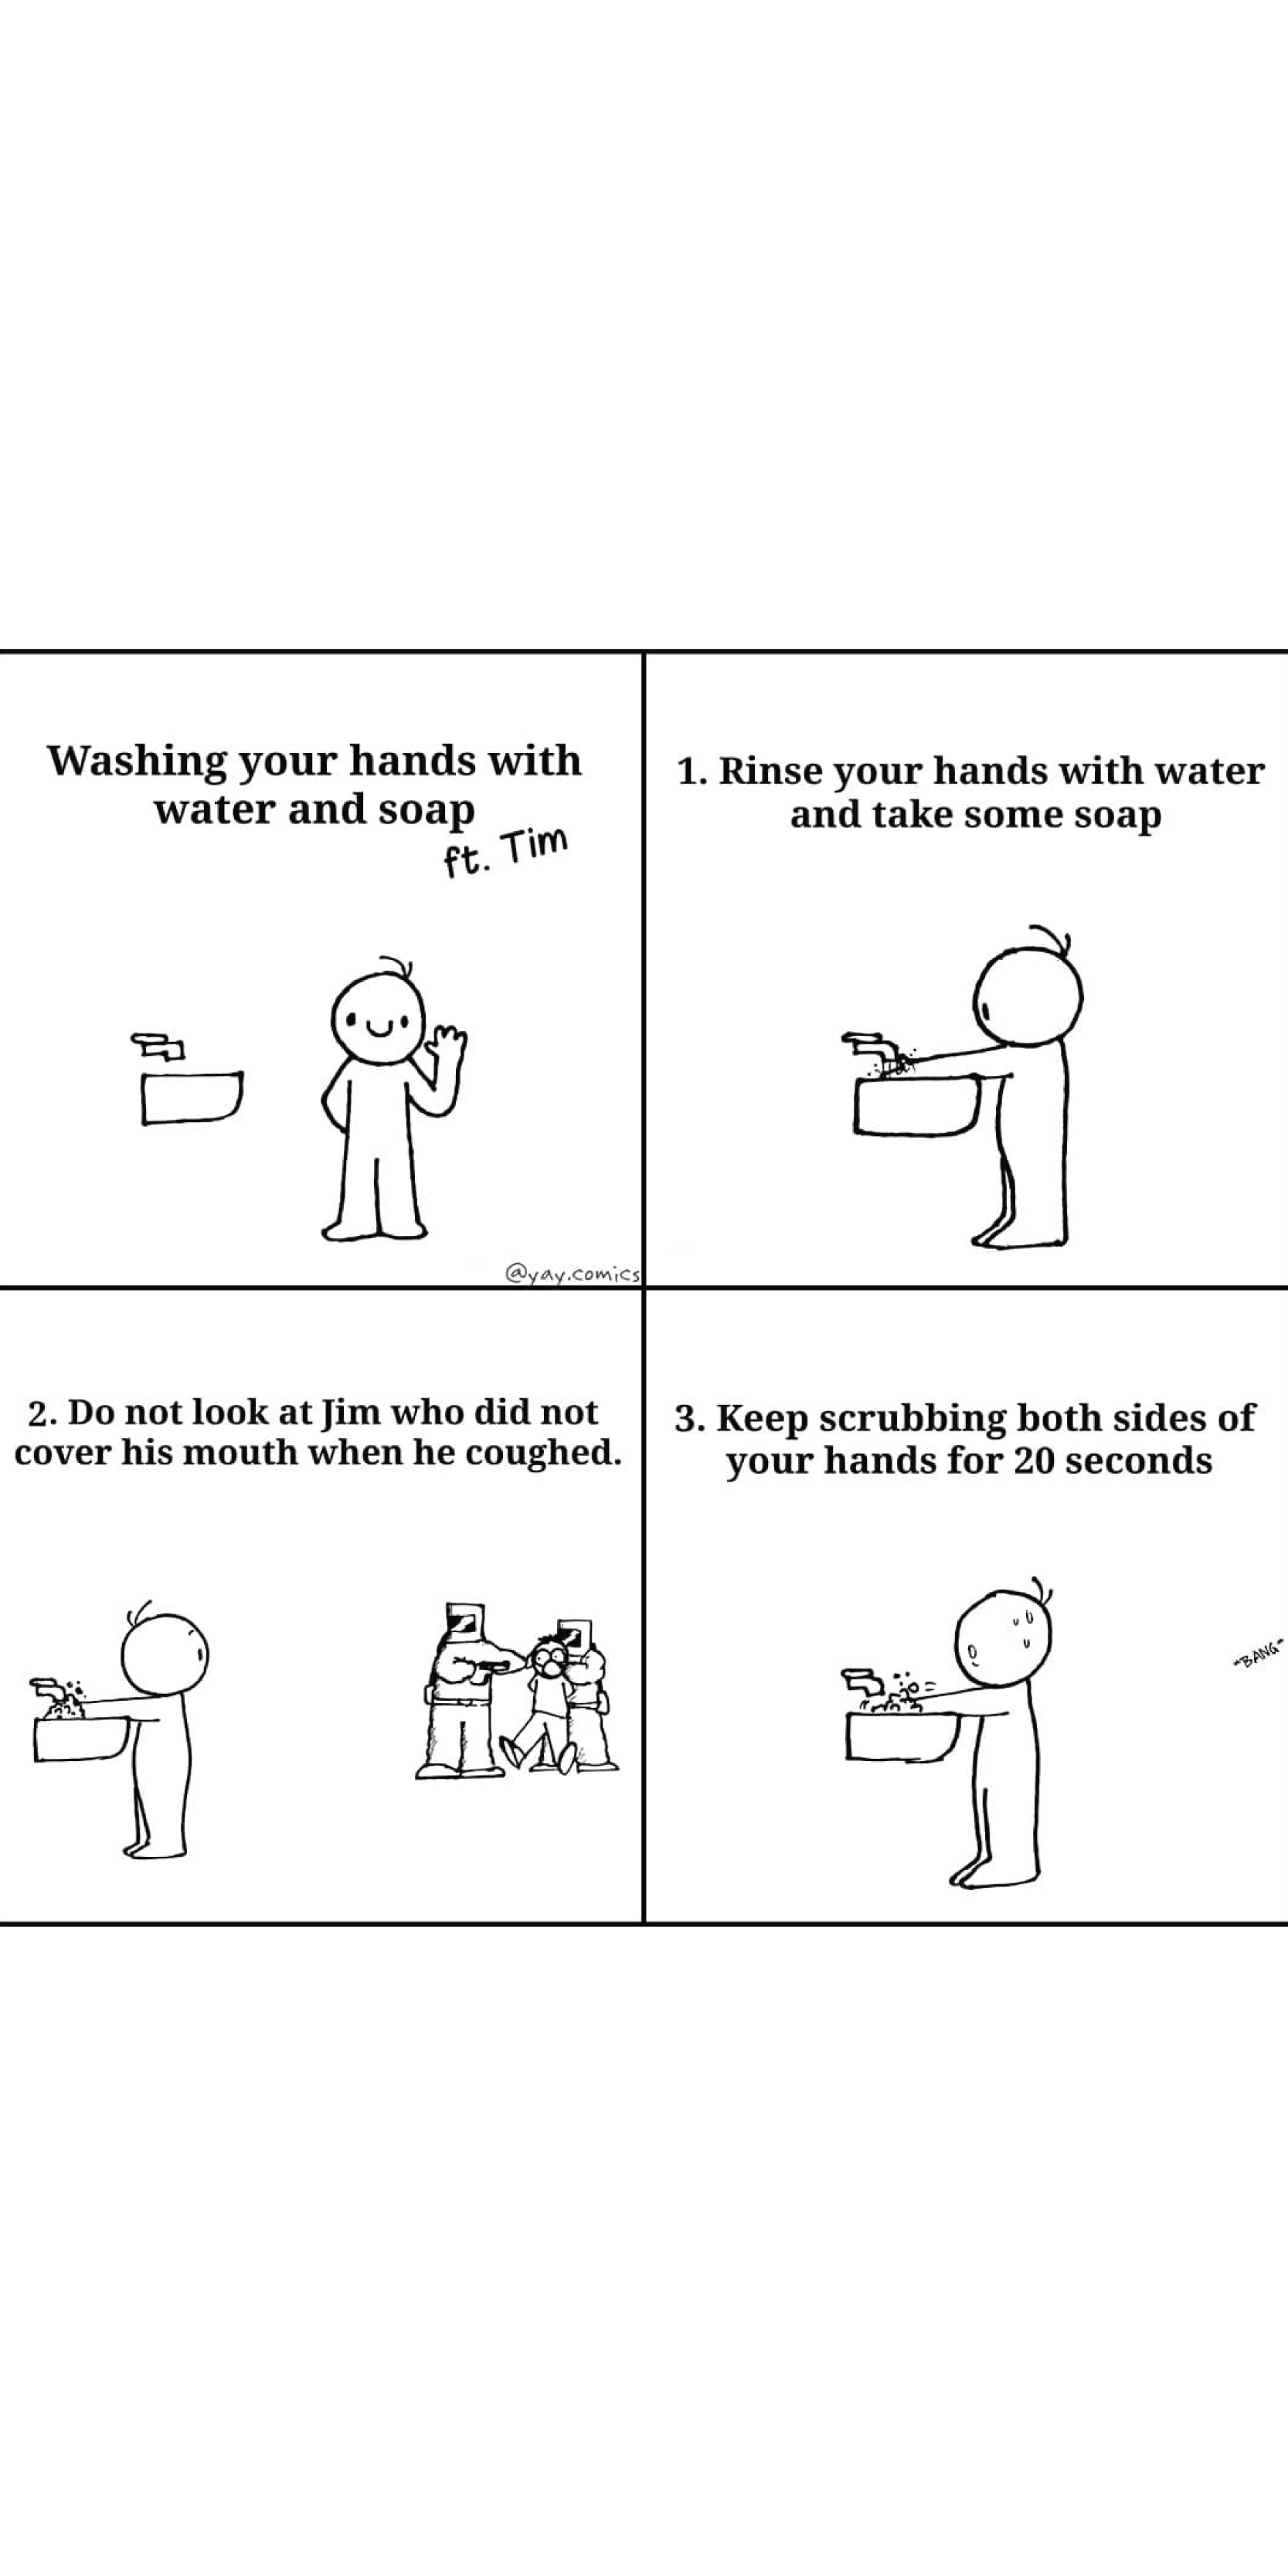 Washing your hands with
water and soap
ft. Tim
@yay.comics
1. Rinse your hands with water
and take some soap
2. Do not look at Jim who did not
cover his mouth when he coughed.
3. Keep scrubbing both sides of
your hands for 20 seconds
*BANG*